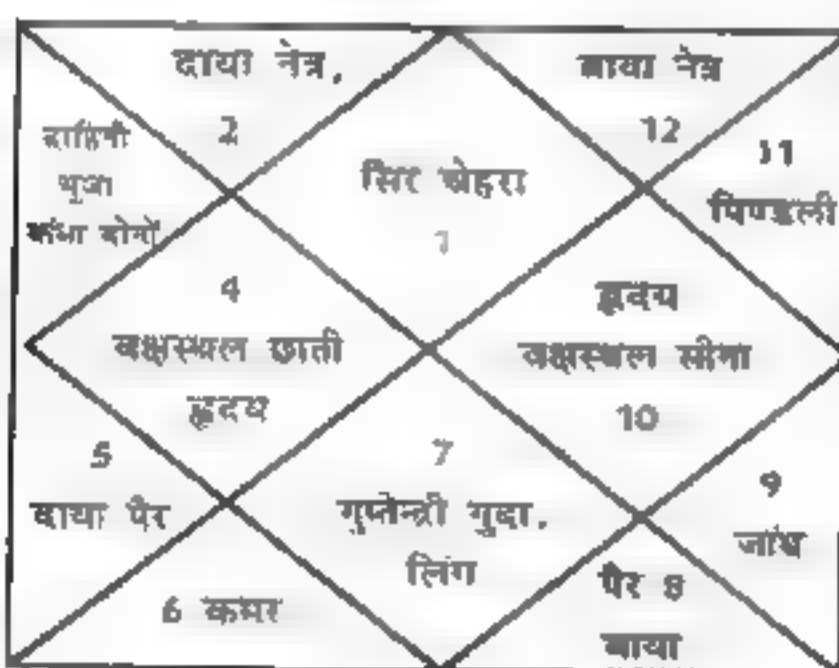 दाया नेत्र.
2
बाया नेत्र
12
11
पिण्डली
दाहिनी
भुजा
कंधा दोनों
सिर चेहरा
1
4
वक्षस्थल छाती
हृदय
हृदय
वक्षस्थल सीना
10
5
दाया पैर
7
गुप्तेन्द्री गुदा.
लिंग
9
जांघ
6 कमर
पैर 8
बाया